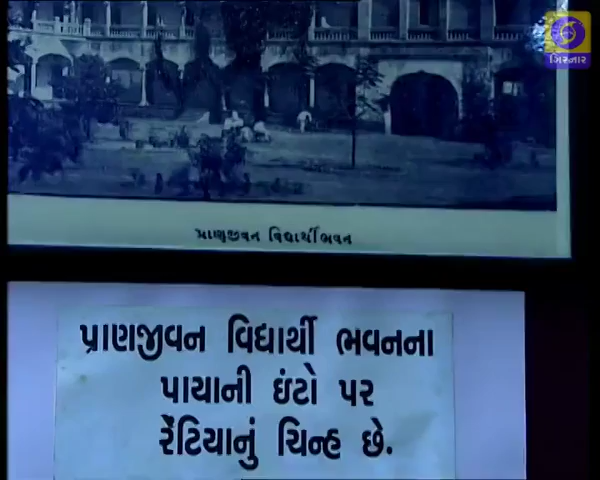 ગિરનાર
પ્રાણજીવન વિદ્યાર્થીભવન
પ્રાણજીવન વિદ્યાર્થી ભવનના
પાયાની ઇંટો પર
રેંટિયાનું ચિન્હ છે.